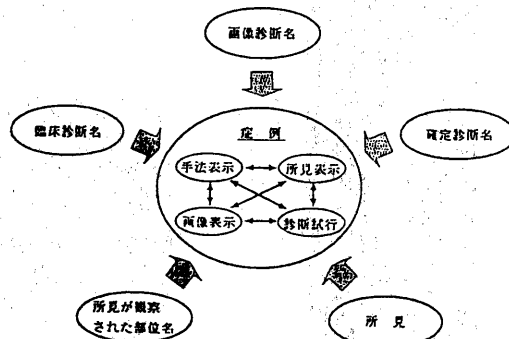 画像診断名
臨床診断名
確定診断名
症例
手法表示
所見表示
画像表示
診断試行
所見が観察
された部位名
所見